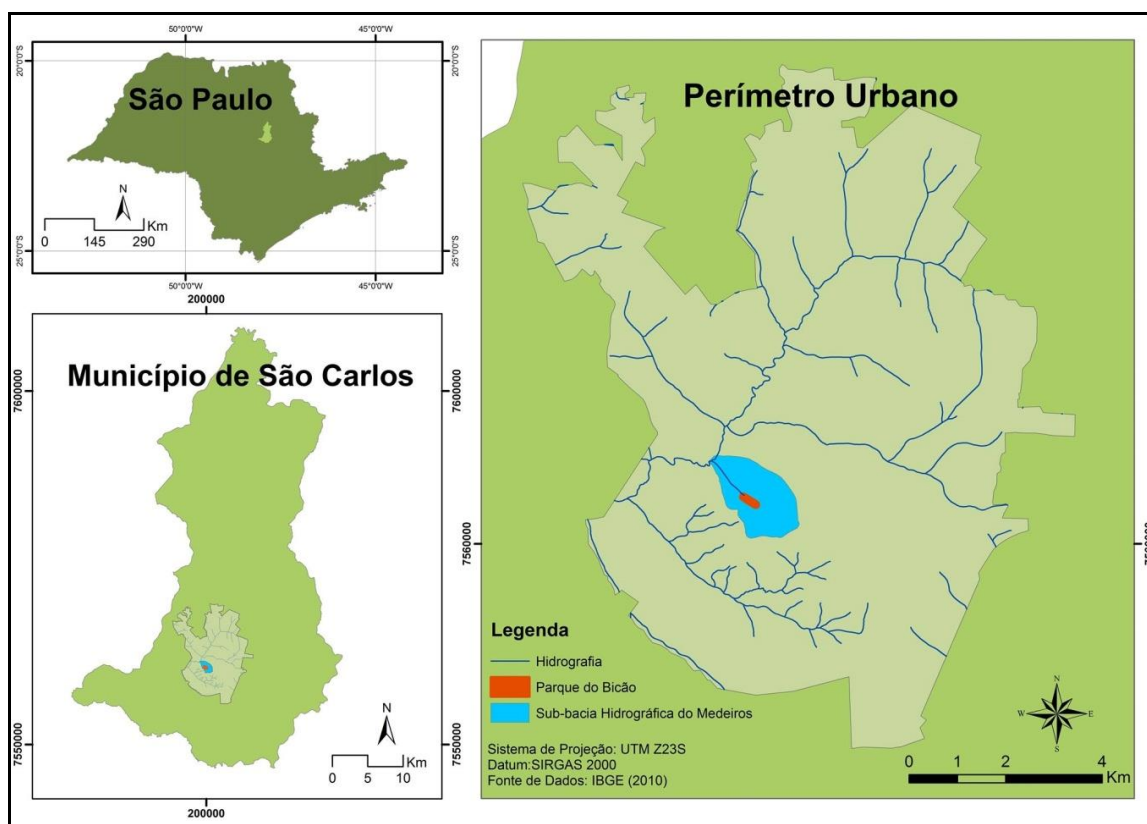 50°0'0"W
45°0'0"W
20°0'0"S
20°0'0"S
São Paulo
N
Km
0 145 290
25°0'0"S
25°0'0"S
50°0'0"W
45°0'0"W
200000
Município de São Carlos
7600000
7600000
N
Km
0 5 10
7550000
7550000
200000
Perímetro Urbano
Legenda
Hidrografia
Parque do Bicão
Sub-bacia Hidrográfica do Medeiros
Sistema de Projeção: UTM Z23S
Datum:SIRGAS 2000
Fonte de Dados: IBGE (2010)
N
W E
S
0 1 2 4
Km